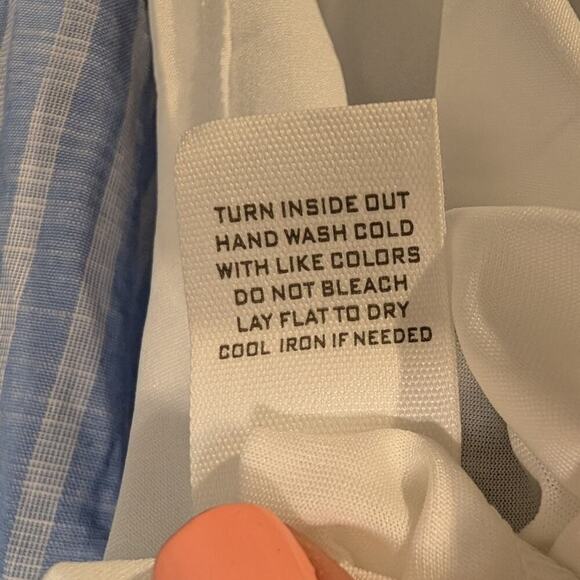 TURN INSIDE OUT
HAND WASH COLD
WITH LIKE COLORS
DO NOT BLEACH
LAY FLAT TO DRY
COOL IRON IF NEEDED